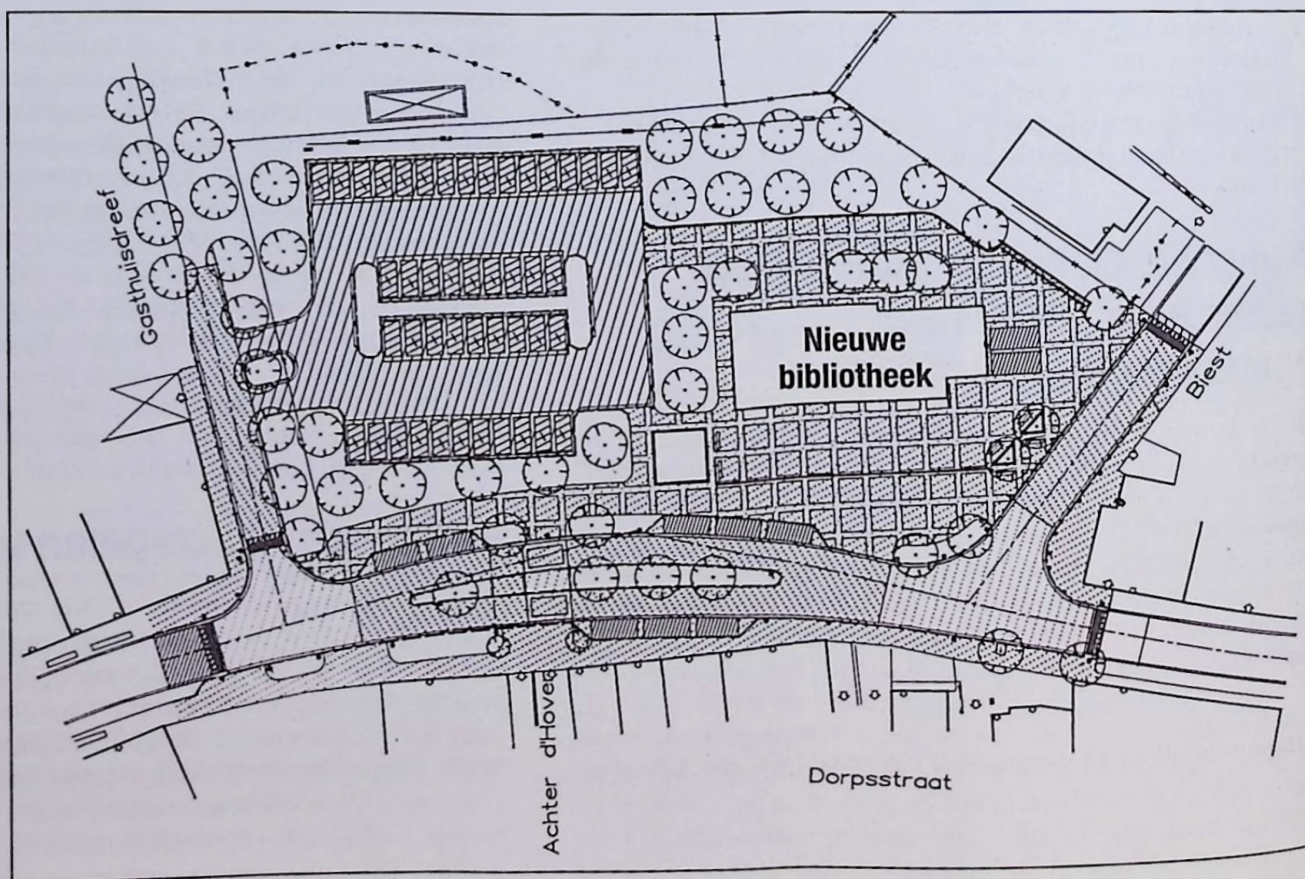 Gasthuisdreef
Nieuwe
bibliotheek
Biest
Achter d'Hoven
Dorpsstraat